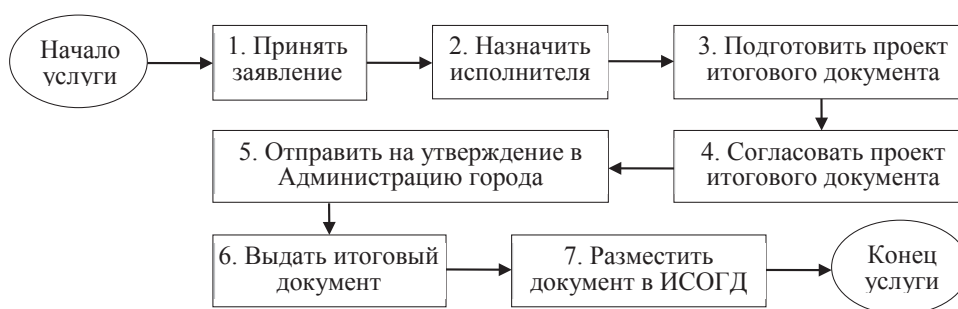 Начало
услуги
1. Принять
заявление
2. Назначить
исполнителя
3. Подготовить проект
итогового документа
4. Согласовать проект
итогового документа
5. Отправить на утверждение в
Администрацию города
6. Выдать итоговый
документ
7. Разместить
документ в ИСОГД
Конец
услуги